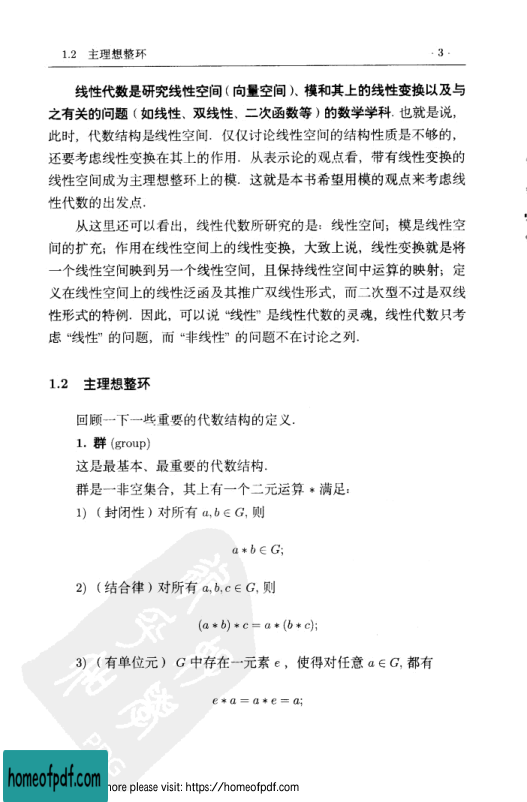 1.2 主理想整环 · 3 ·
线性代数是研究线性空间(向量空间)、模和其上的线性变换以及与
之有关的问题(如线性、双线性、二次函数等)的数学学科. 也就是说,
此时, 代数结构是线性空间. 仅仅讨论线性空间的结构性质是不够的,
还要考虑线性变换在其上的作用. 从表示论的观点看, 带有线性变换的
线性空间成为主理想整环上的模. 这就是本书希望用模的观点来考虑线
性代数的出发点.
从这里还可以看出, 线性代数所研究的是: 线性空间; 模是线性空
间的扩充; 作用在线性空间上的线性变换, 大致上说, 线性变换就是将
一个线性空间映到另一个线性空间, 且保持线性空间中运算的映射; 定
义在线性空间上的线性泛函及其推广双线性形式, 而二次型不过是双线
性形式的特例. 因此, 可以说 “线性” 是线性代数的灵魂, 线性代数只考
虑 “线性” 的问题, 而 “非线性” 的问题不在讨论之列.
1.2 主理想整环
回顾一下一些重要的代数结构的定义.
1. 群 (group)
这是最基本、最重要的代数结构.
群是一非空集合, 其上有一个二元运算 * 满足:
1) (封闭性) 对所有 a, b ∈ G, 则
a * b ∈ G;
2) (结合律) 对所有 a, b, c ∈ G, 则
(a * b) * c = a * (b * c);
3) (有单位元) G 中存在一元素 e , 使得对任意 a ∈ G, 都有
e * a = a * e = a;
homeofpdf.com
more please visit: https://homeofpdf.com